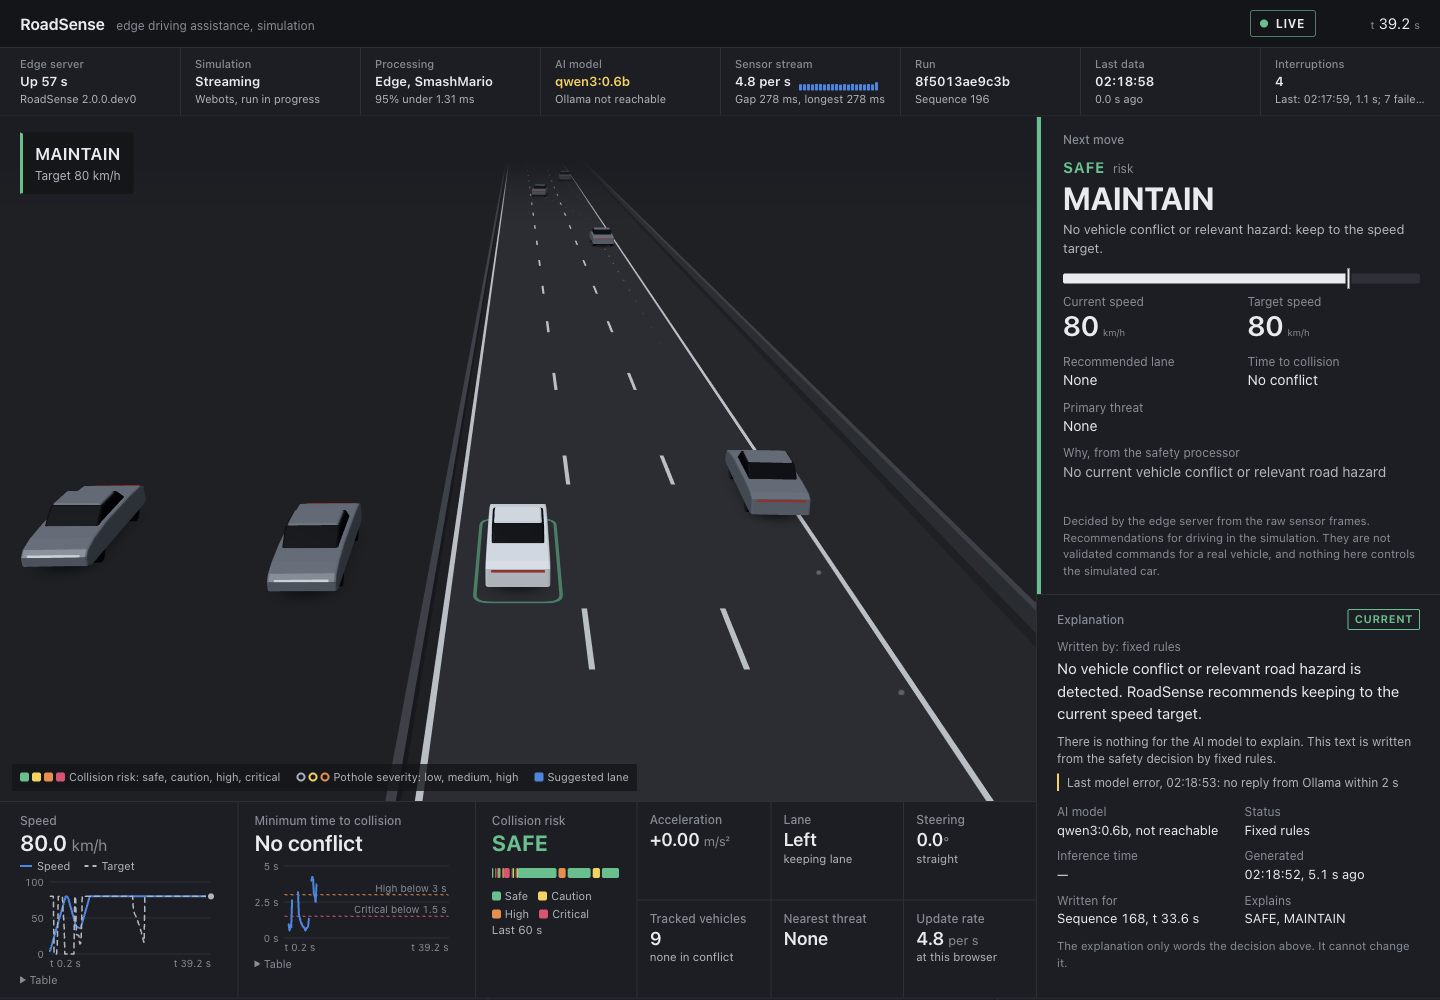 RoadSense edge driving assistance, simulation
LIVE
t 39.2 s
Edge server
Up 57 s
RoadSense 2.0.0.dev0
Simulation
Streaming
Webots, run in progress
Processing
Edge, SmashMario
95% under 1.31 ms
AI model
qwen3:0.6b
Ollama not reachable
Sensor stream
4.8 per s
Gap 278 ms, longest 278 ms
Run
8f5013ae9c3b
Sequence 196
Last data
02:18:58
0.0 s ago
Interruptions
4
Last: 02:17:59, 1.1 s; 7 faile...
MAINTAIN
Target 80 km/h
Collision risk: safe, caution, high, critical
Pothole severity: low, medium, high
Suggested lane
Next move
SAFE risk
MAINTAIN
No vehicle conflict or relevant hazard: keep to the speed
target.
Current speed
80 km/h
Target speed
80 km/h
Recommended lane
None
Time to collision
No conflict
Primary threat
None
Why, from the safety processor
No current vehicle conflict or relevant road hazard
Decided by the edge server from the raw sensor frames.
Recommendations for driving in the simulation. They are not
validated commands for a real vehicle, and nothing here controls
the simulated car.
Explanation
CURRENT
Written by: fixed rules
No vehicle conflict or relevant road hazard is
detected. RoadSense recommends keeping to the
current speed target.
There is nothing for the AI model to explain. This text is written
from the safety decision by fixed rules.
Last model error, 02:18:53: no reply from Ollama within 2 s
AI model
qwen3:0.6b, not reachable
Status
Fixed rules
Inference time
—
Generated
02:18:52, 5.1 s ago
Written for
Sequence 168, t 33.6 s
Explains
SAFE, MAINTAIN
The explanation only words the decision above. It cannot change
it.
Speed
80.0 km/h
Speed
Target
100
50
0
t 0.2 s
t 39.2 s
Table
Minimum time to collision
No conflict
5 s
High below 3 s
2.5 s
Critical below 1.5 s
0 s
t 0.2 s
t 39.2 s
Table
Collision risk
SAFE
Safe
Caution
High
Critical
Last 60 s
Acceleration
+0.00 m/s²
Lane
Left
keeping lane
Steering
0.0°
straight
Tracked vehicles
9
none in conflict
Nearest threat
None
Update rate
4.8 per s
at this browser